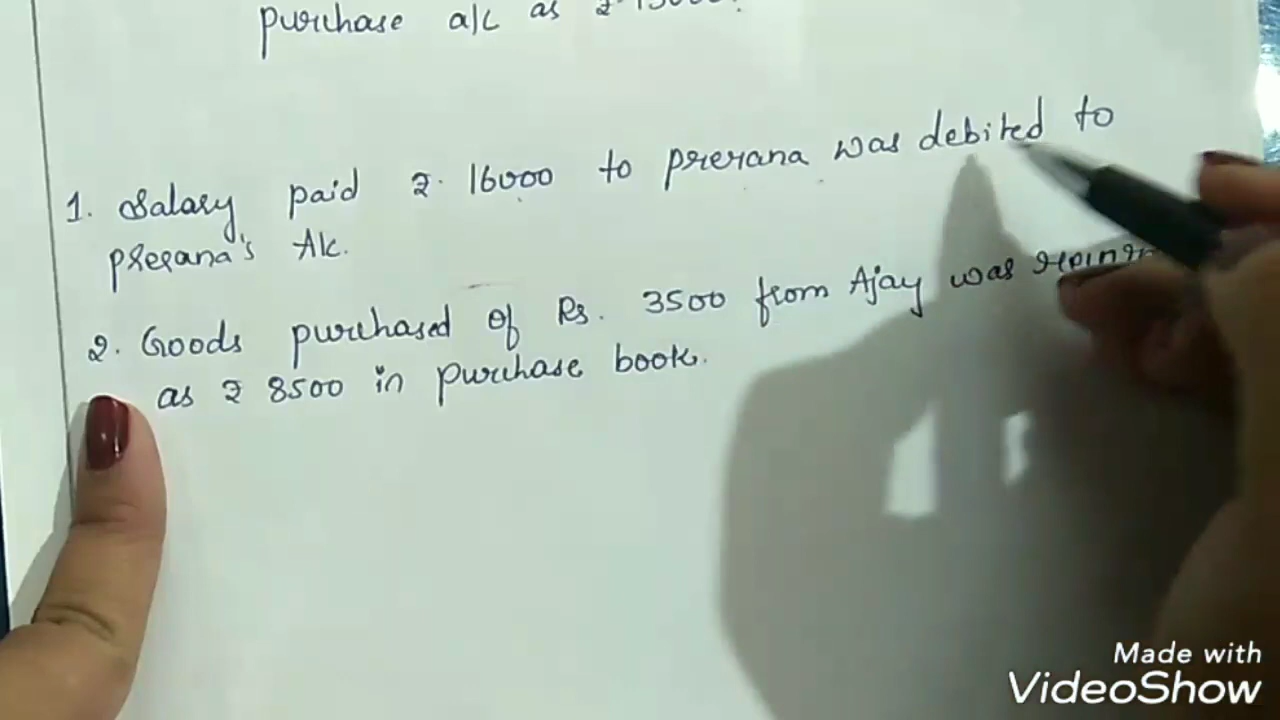 purchase a/c as ₹
1. Salary paid ₹. 16000 to prerana was debited to
prerana's A/c.
2. Goods purchased of Rs. 3500 from Ajay was
as ₹ 8500 in purchase book.
Made with
VideoShow